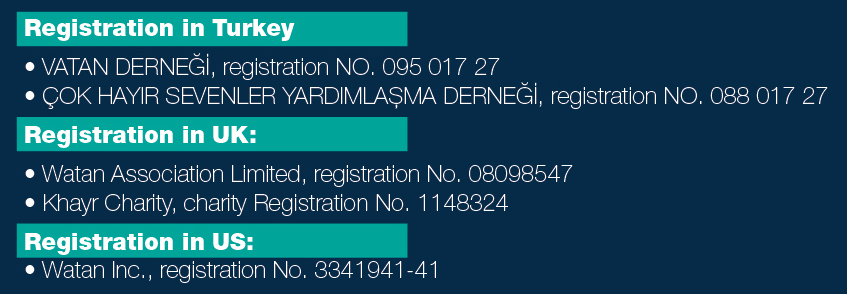 Registration in Turkey
• VATAN DERNEĞİ, registration NO. 095 017 27
• ÇOK HAYIR SEVENLER YARDIMLAŞMA DERNEĞİ, registration NO. 088 017 27
Registration in UK:
• Watan Association Limited, registration No. 08098547
• Khayr Charity, charity Registration No. 1148324
Registration in US:
• Watan Inc., registration No. 3341941-41